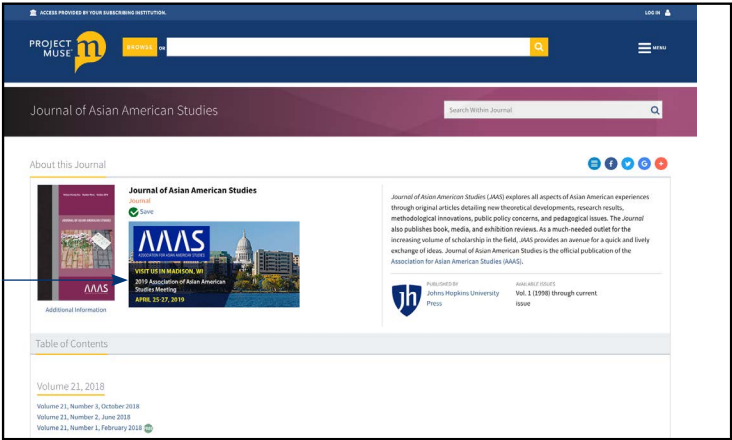 ACCESS PROVIDED BY YOUR SUBSCRIBING INSTITUTION.
LOG IN
PROJECT
MUSE
BROWSE OR
MENU
Journal of Asian American Studies
Search Within Journal
About this Journal
Journal of Asian American Studies
Journal
Save
AAAS
ASSOCIATION FOR ASIAN AMERICAN STUDIES
VISIT US IN MADISON, WI
2019 Association of Asian American
Studies Meeting
APRIL 25-27, 2019
AAAS
Additional Information
Journal of Asian American Studies (JAAS) explores all aspects of Asian American experiences
through original articles detailing new theoretical developments, research results,
methodological innovations, public policy concerns, and pedagogical issues. The Journal
also publishes book, media, and exhibition reviews. As a much-needed outlet for the
increasing volume of scholarship in the field, JAAS provides an avenue for a quick and lively
exchange of ideas. Journal of Asian American Studies is the official publication of the
Association for Asian American Studies (AAAS).
PUBLISHED BY
Johns Hopkins University
Press
AVAILABLE ISSUES
Vol. 1 (1998) through current
issue
Table of Contents
Volume 21, 2018
Volume 21, Number 3, October 2018
Volume 21, Number 2, June 2018
Volume 21, Number 1, February 2018